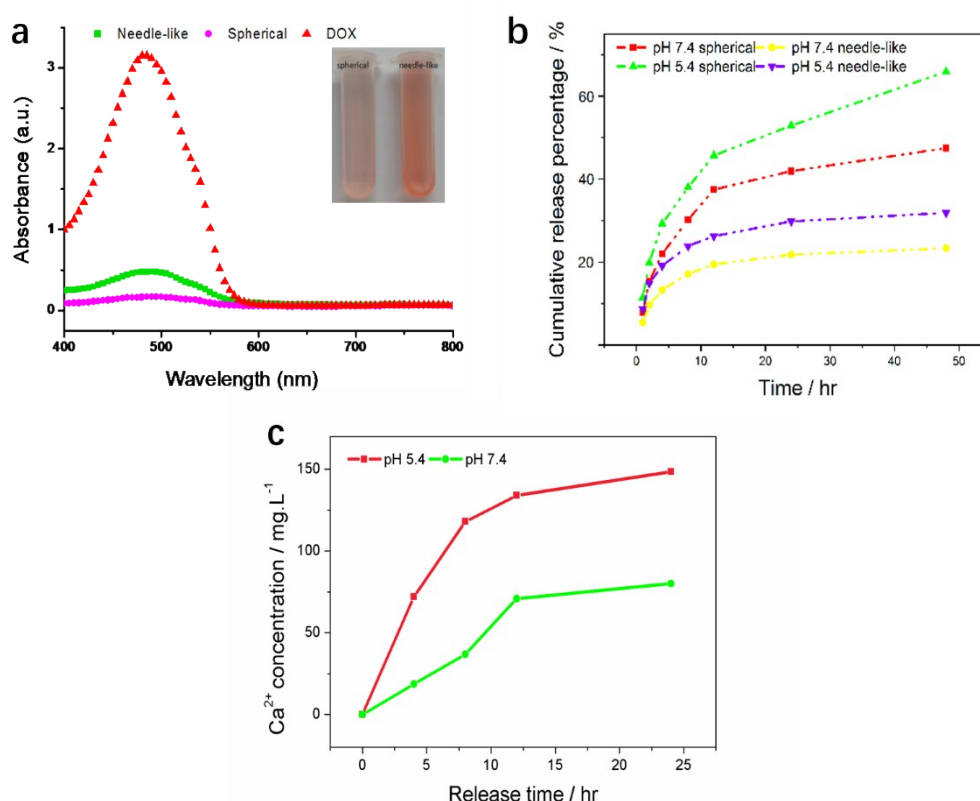 a
Needle-like Spherical DOX
spherical needle-like
3
2
1
0
400 500 600 700 800
Absorbance (a.u.)
Wavelength (nm)
b
pH 7.4 spherical pH 7.4 needle-like
pH 5.4 spherical pH 5.4 needle-like
60
40
20
0 10 20 30 40 50
Cumulative release percentage / %
Time / hr
c
pH 5.4 pH 7.4
150
100
50
0
0 5 10 15 20 25
Ca²⁺ concentration / mg.L⁻¹
Release time / hr